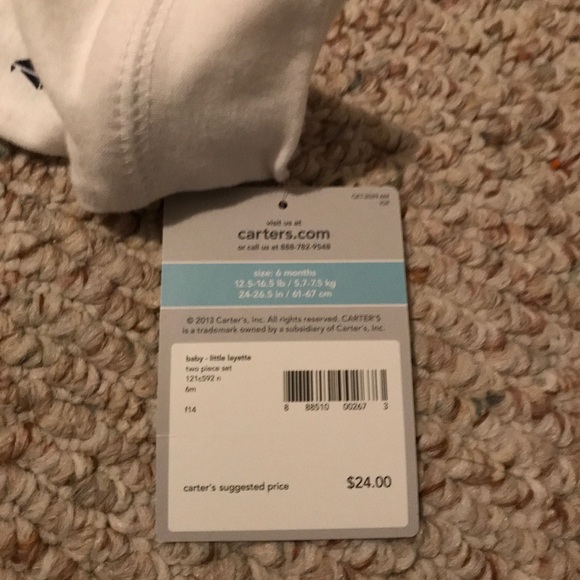 visit us at
carters.com
or call us at 888-782-9548
size: 6 months
12.5-16.5 lb / 5.7-7.5 kg
24-26.5 in / 61-67 cm
© 2013 Carter's, Inc. All rights reserved. CARTER'S
is a trademark owned by a subsidiary of Carter's, Inc.
baby - little layette
two piece set
121c592 n
6m
f14
8 88510 00267 3
carter's suggested price $24.00